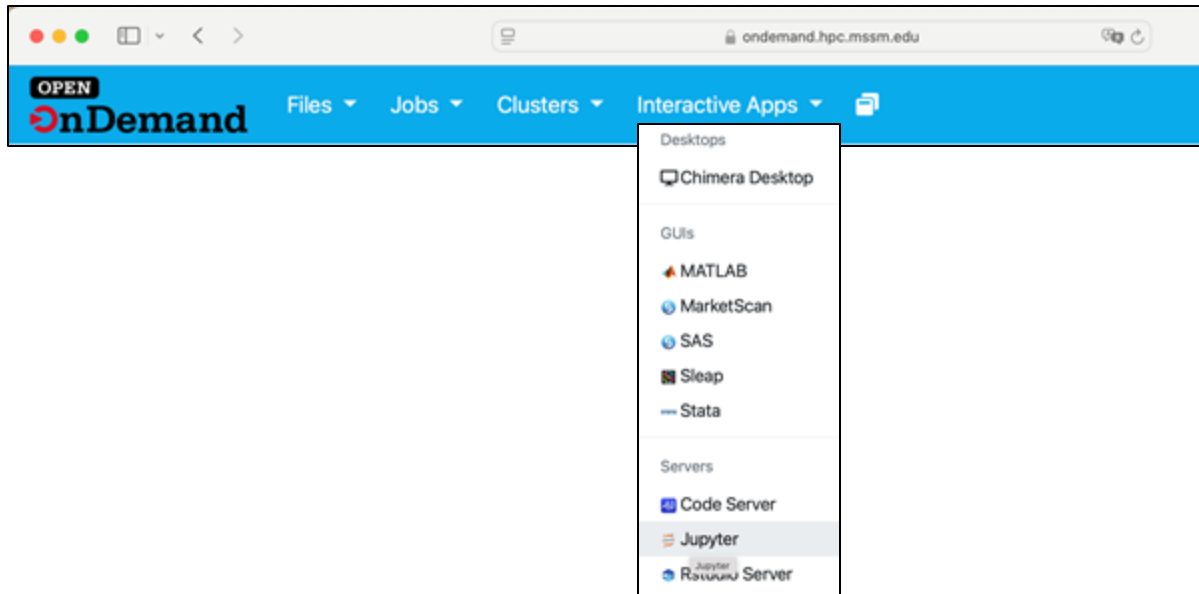 ondemand.hpc.mssm.edu
OPEN
OnDemand
Files Jobs Clusters Interactive Apps
Desktops
Chimera Desktop
GUIs
MATLAB
MarketScan
SAS
Sleap
Stata
Servers
Code Server
Jupyter
Jupyter
RStudio Server